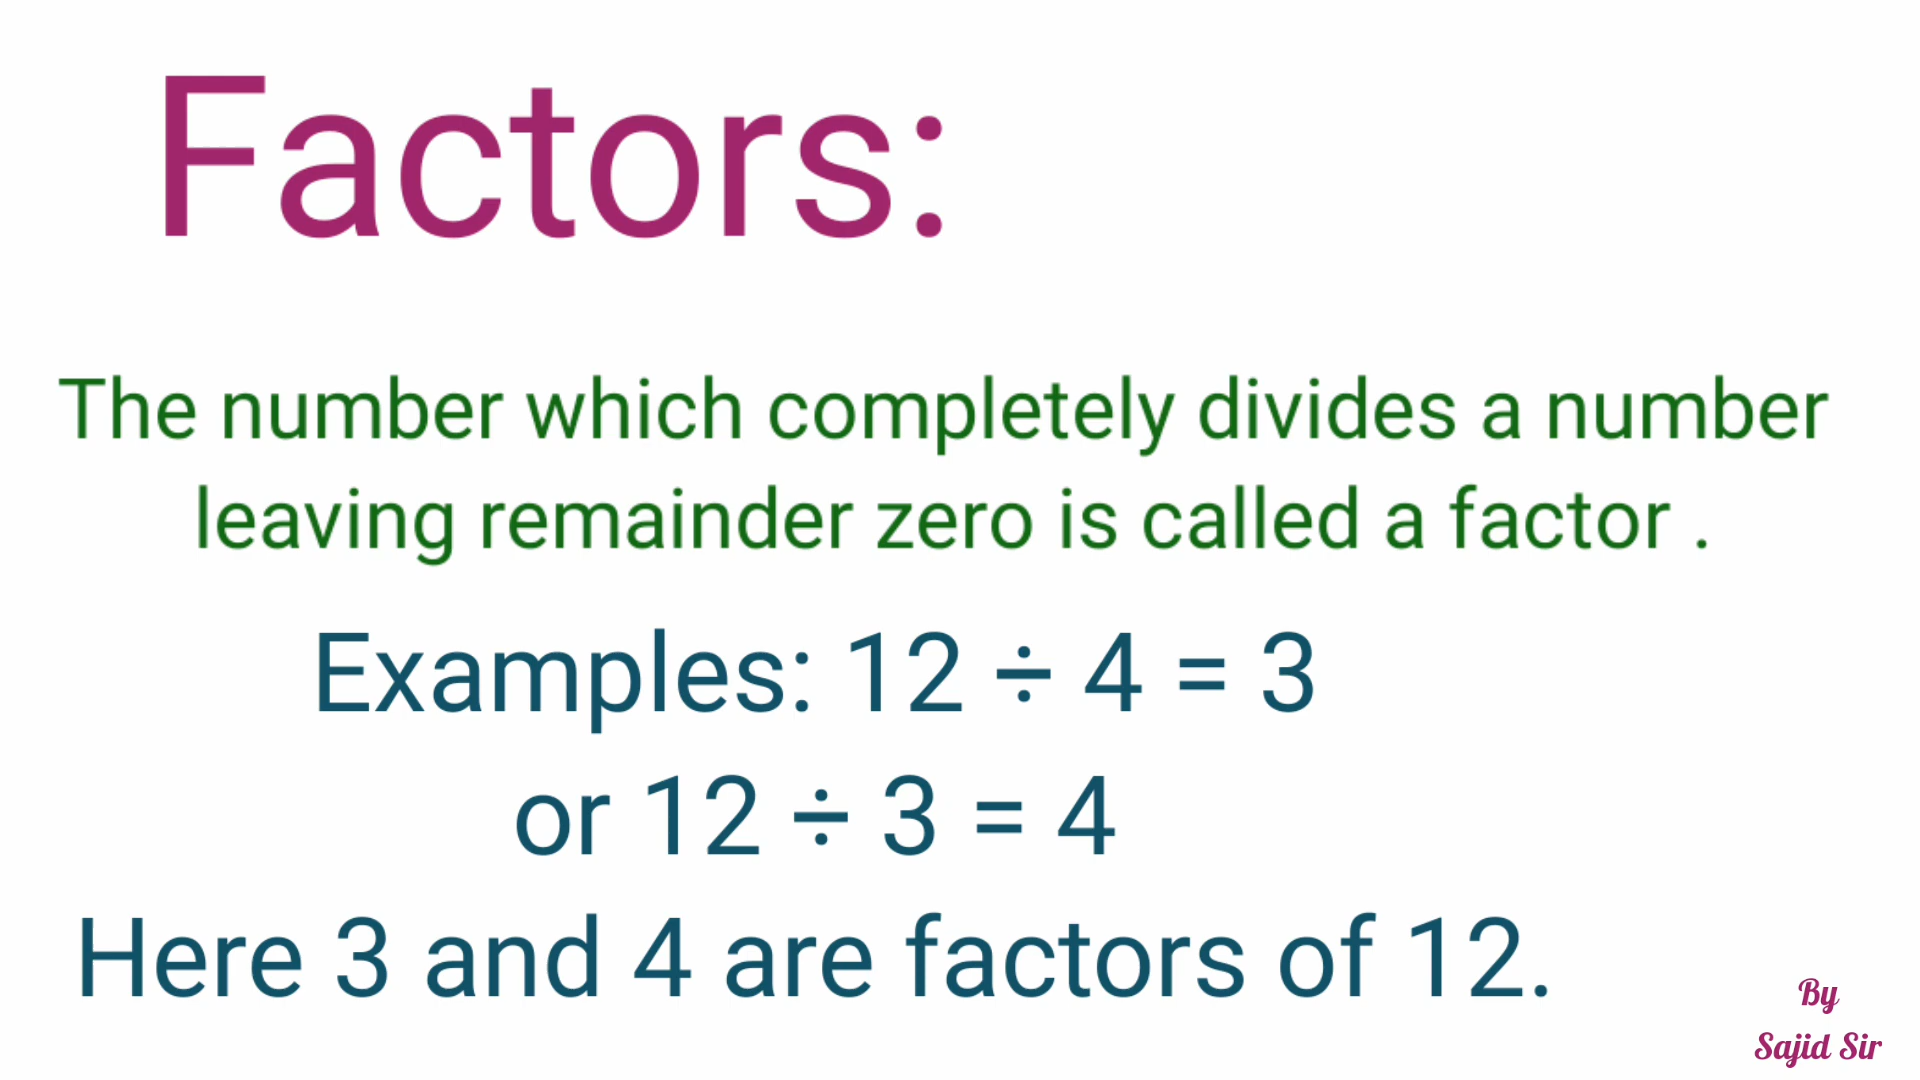 Factors:
The number which completely divides a number
leaving remainder zero is called a factor .
Examples: 12 ÷ 4 = 3
or 12 ÷ 3 = 4
Here 3 and 4 are factors of 12.
By
Sajid Sir